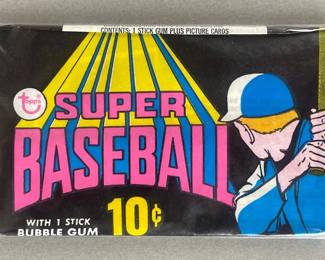 CONTENTS: 1 STICK GUM PLUS PICTURE CARDS
topps
SUPER
BASEBALL
WITH 1 STICK
BUBBLE GUM
10¢